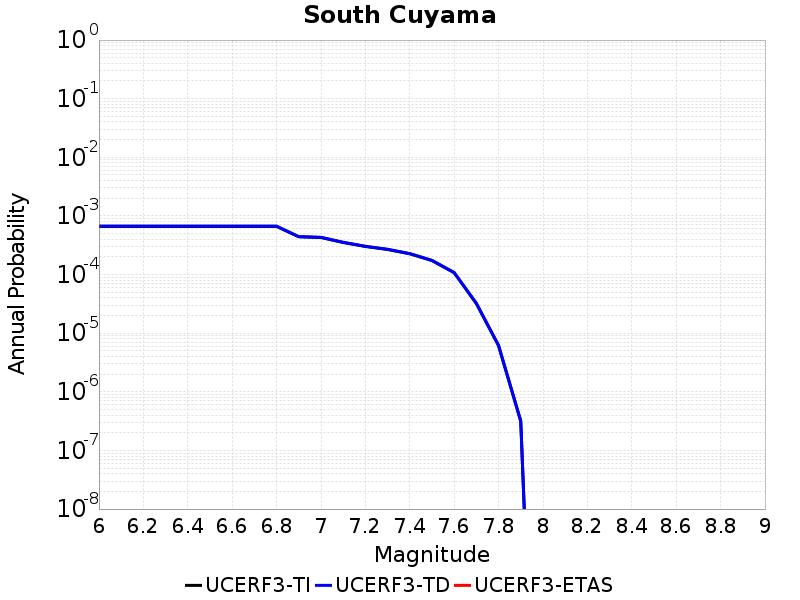 South Cuyama
10^0
10^-1
10^-2
10^-3
10^-4
10^-5
10^-6
10^-7
10^-8
Annual Probability
6 6.2 6.4 6.6 6.8 7 7.2 7.4 7.6 7.8 8 8.2 8.4 8.6 8.8 9
Magnitude
UCERF3-TI UCERF3-TD UCERF3-ETAS